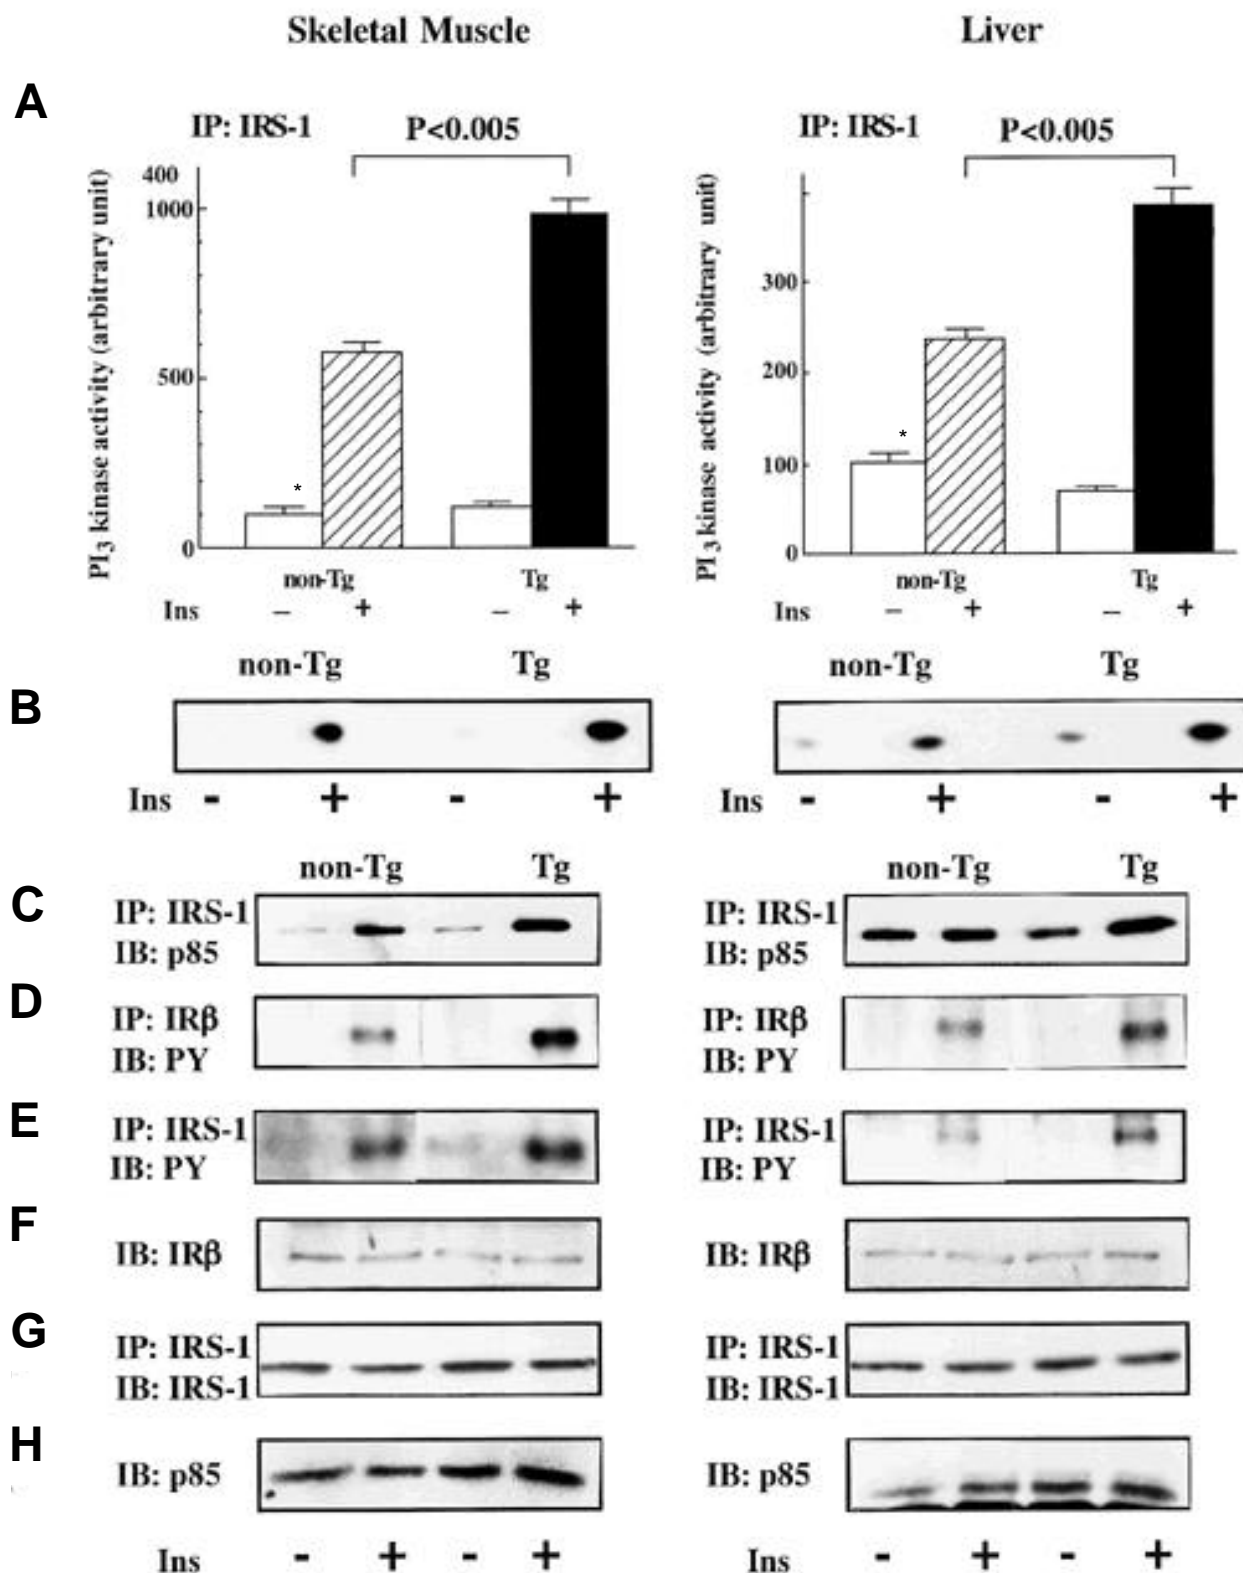 Skeletal Muscle
Liver
A
IP: IRS-1
P<0.005
PI3 kinase activity (arbitrary unit)
400
1000
500
0
*
non-Tg
Tg
Ins
–
+
–
+
IP: IRS-1
P<0.005
PI3 kinase activity (arbitrary unit)
300
200
100
0
*
non-Tg
Tg
Ins
–
+
–
+
B
non-Tg
Tg
Ins
-
+
-
+
non-Tg
Tg
Ins
-
+
-
+
non-Tg
Tg
non-Tg
Tg
C
IP: IRS-1
IB: p85
IP: IRS-1
IB: p85
D
IP: IRβ
IB: PY
IP: IRβ
IB: PY
E
IP: IRS-1
IB: PY
IP: IRS-1
IB: PY
F
IB: IRβ
IB: IRβ
G
IP: IRS-1
IB: IRS-1
IP: IRS-1
IB: IRS-1
H
IB: p85
IB: p85
Ins
-
+
-
+
Ins
-
+
-
+